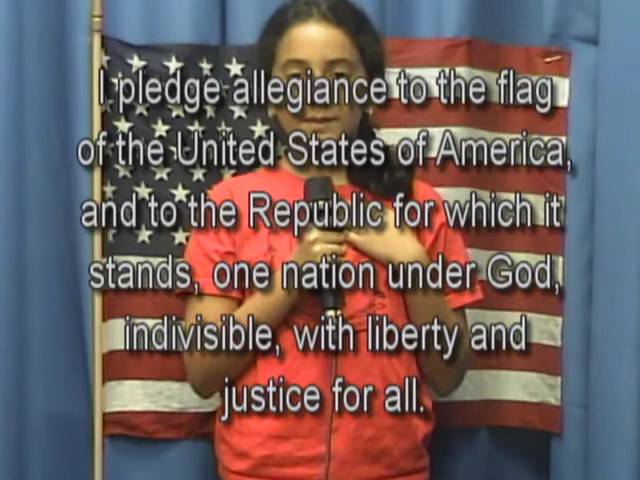 I pledge allegiance to the flag
of the United States of America,
and to the Republic for which it
stands, one nation under God,
indivisible, with liberty and
justice for all.